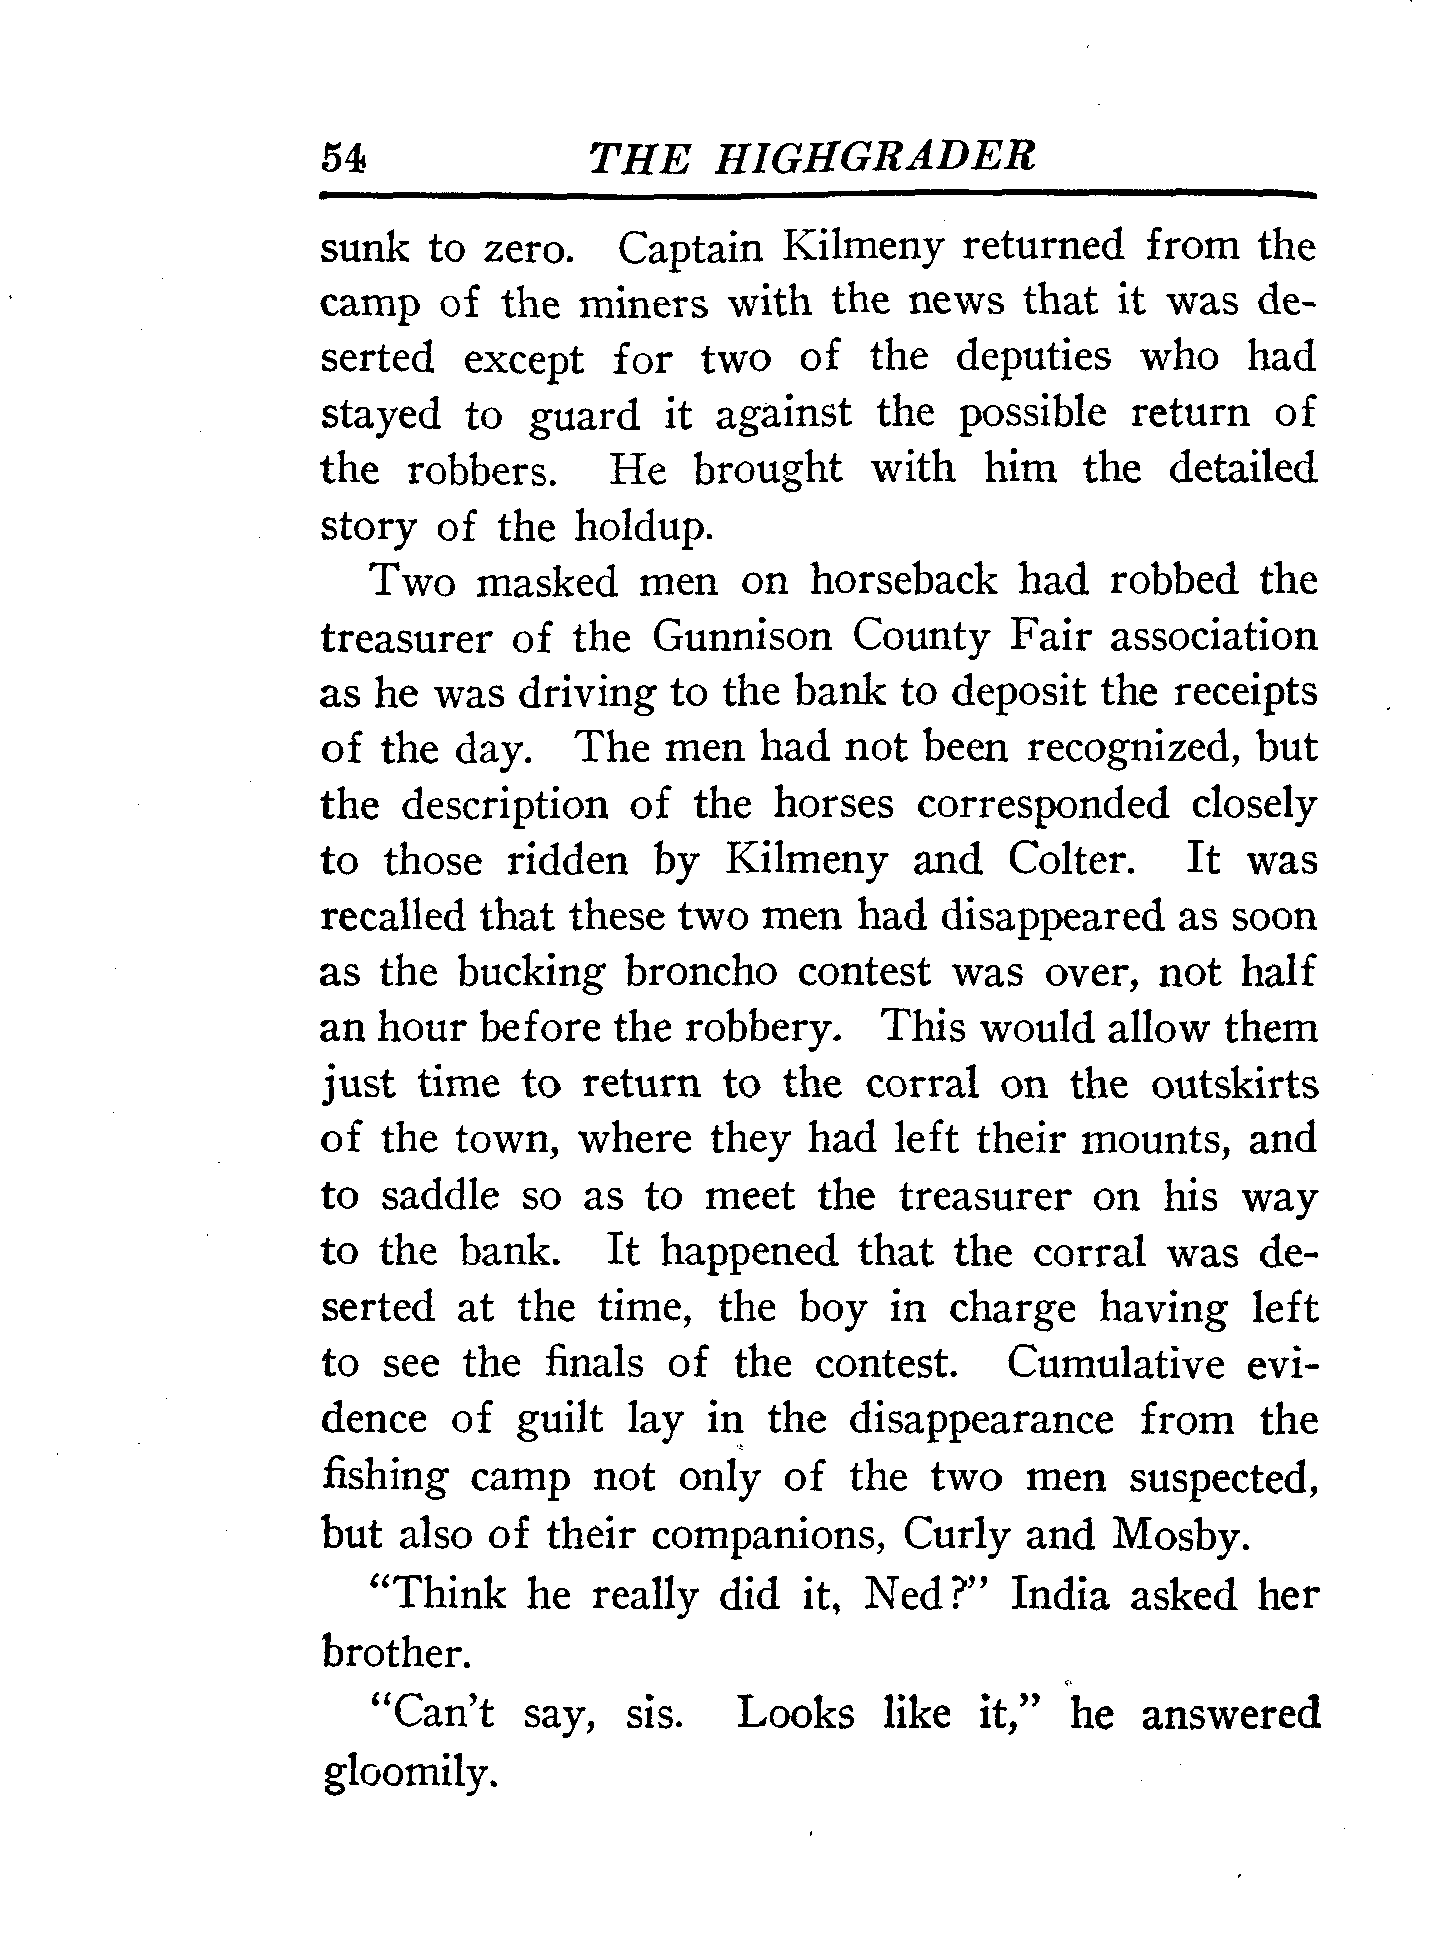 54 THE HIGHGRADER
sunk to zero. Captain Kilmeny returned from the
camp of the miners with the news that it was de-
serted except for two of the deputies who had
stayed to guard it against the possible return of
the robbers. He brought with him the detailed
story of the holdup.
Two masked men on horseback had robbed the
treasurer of the Gunnison County Fair association
as he was driving to the bank to deposit the receipts
of the day. The men had not been recognized, but
the description of the horses corresponded closely
to those ridden by Kilmeny and Colter. It was
recalled that these two men had disappeared as soon
as the bucking broncho contest was over, not half
an hour before the robbery. This would allow them
just time to return to the corral on the outskirts
of the town, where they had left their mounts, and
to saddle so as to meet the treasurer on his way
to the bank. It happened that the corral was de-
serted at the time, the boy in charge having left
to see the finals of the contest. Cumulative evi-
dence of guilt lay in the disappearance from the
fishing camp not only of the two men suspected,
but also of their companions, Curly and Mosby.
"Think he really did it, Ned?" India asked her
brother.
"Can't say, sis. Looks like it," he answered
gloomily.